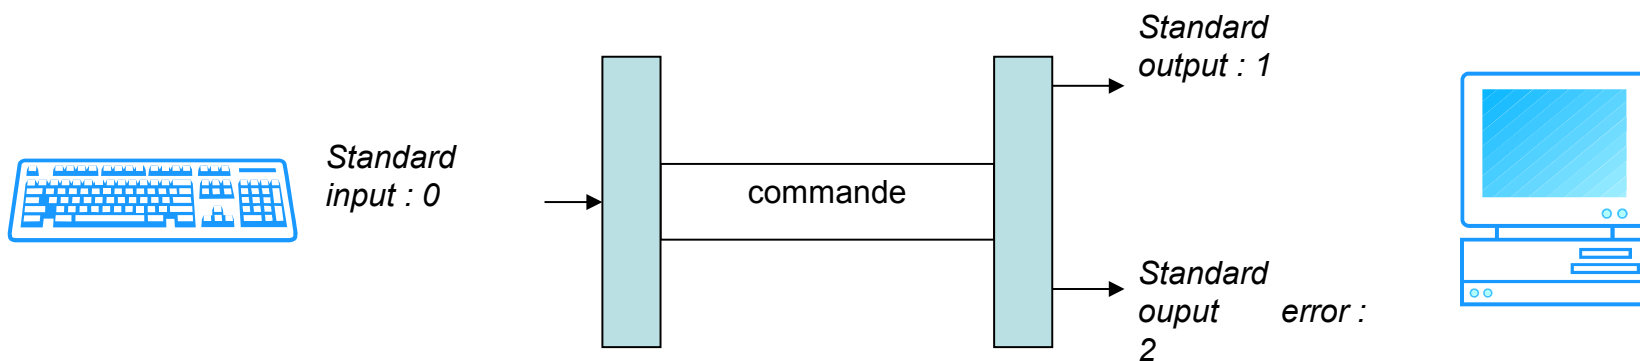 Standard
input : 0
commande
Standard
output : 1
Standard
ouput error :
2